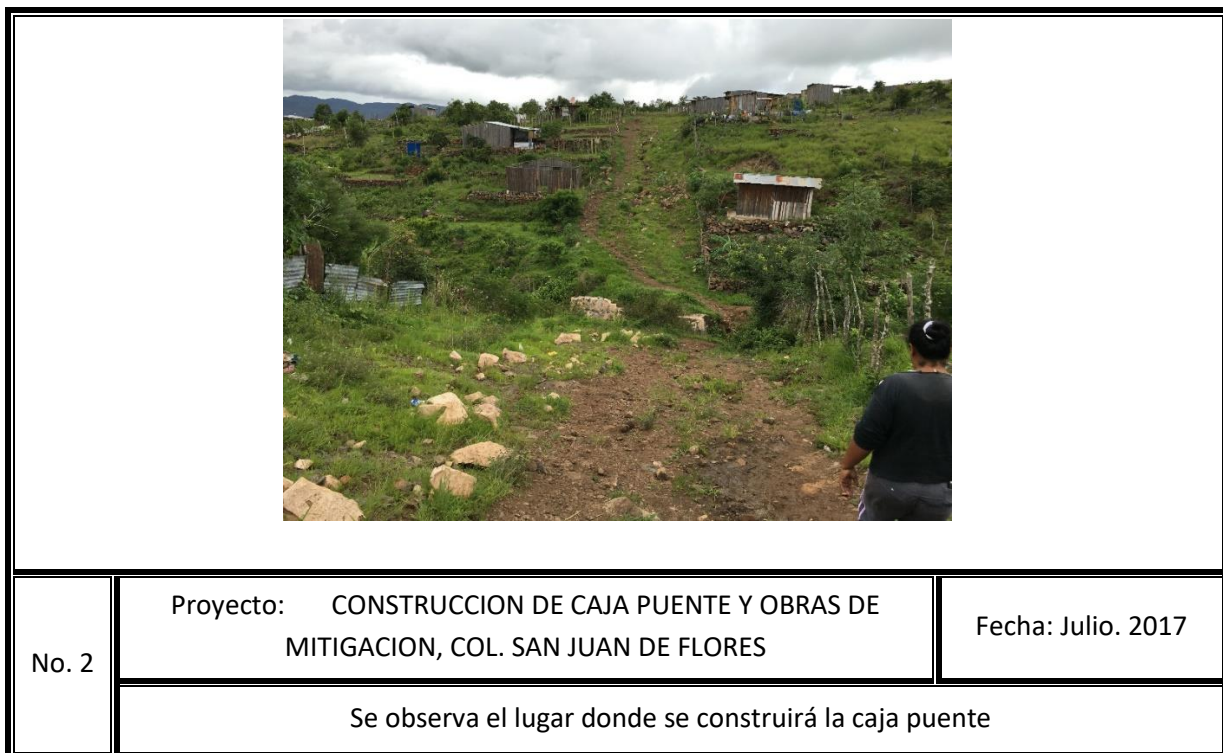 No. 2
Proyecto: CONSTRUCCION DE CAJA PUENTE Y OBRAS DE
MITIGACION, COL. SAN JUAN DE FLORES
Fecha: Julio. 2017
Se observa el lugar donde se construirá la caja puente